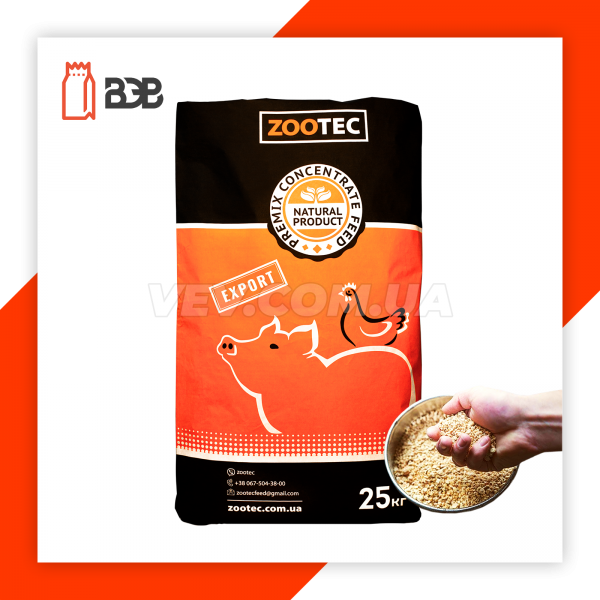 ВЭВ
ZOOTEC
PREMIX CONCENTRATE FEED
NATURAL
PRODUCT
EXPORT
VEV.COM.UA
zootec
+38 067-504-38-00
zootecfeed@gmail.com
zootec.com.ua
25кг